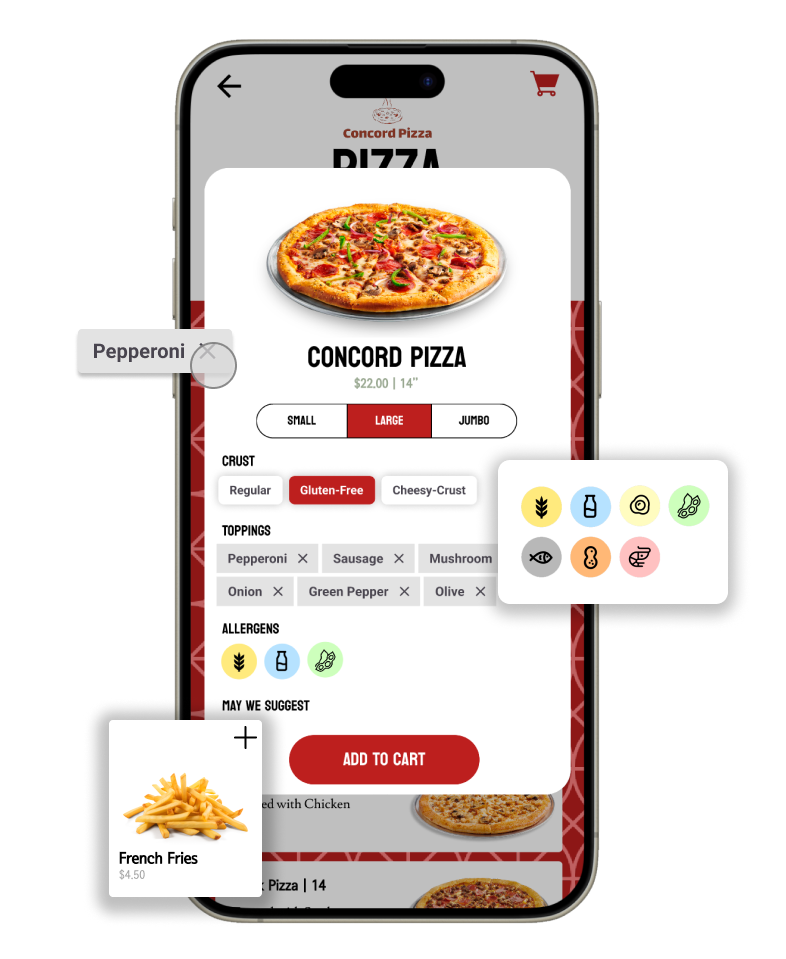 Concord Pizza
PIZZA
Pepperoni
CONCORD PIZZA
$22.00 | 14"
SMALL LARGE JUMBO
CRUST
Regular Gluten-Free Cheesy-Crust
TOPPINGS
Pepperoni Sausage Mushroom
Onion Green Pepper Olive
ALLERGENS
MAY WE SUGGEST
ADD TO CART
ed with Chicken
French Fries
$4.50
Pizza | 14